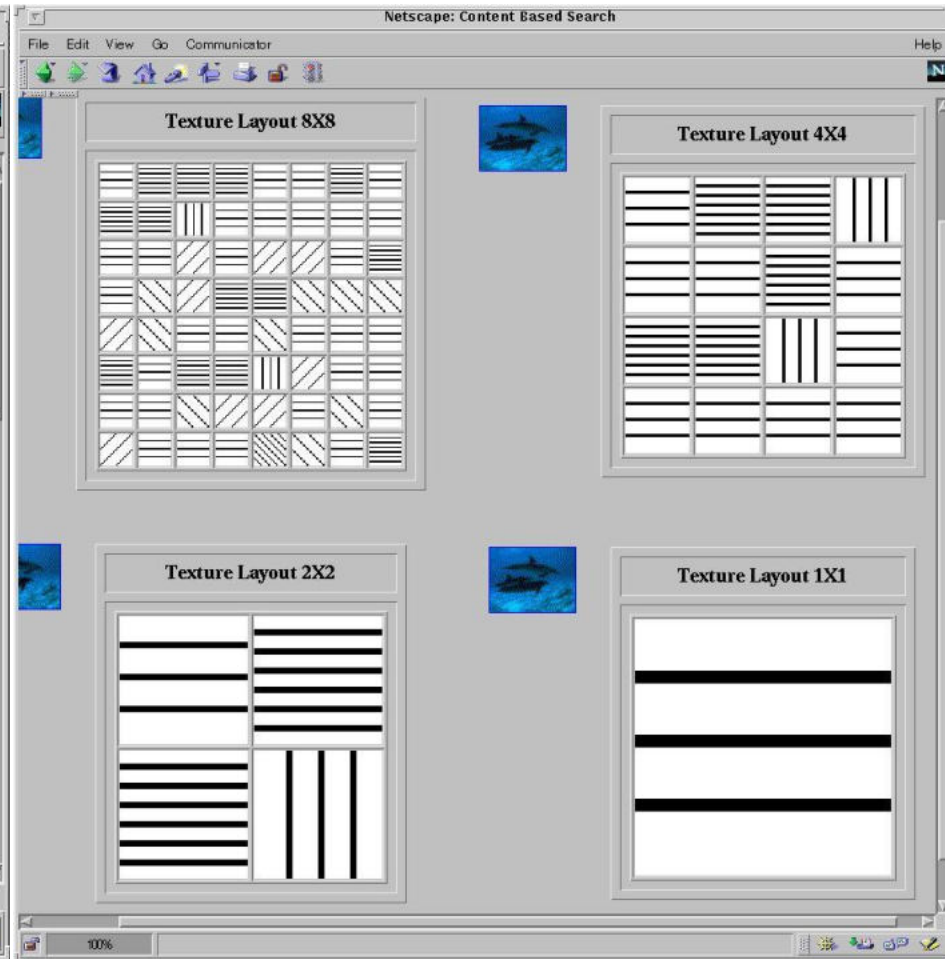 Netscape: Content Based Search
File Edit View Go Communicator Help
N
Texture Layout 8X8
Texture Layout 4X4
Texture Layout 2X2
Texture Layout 1X1
100%